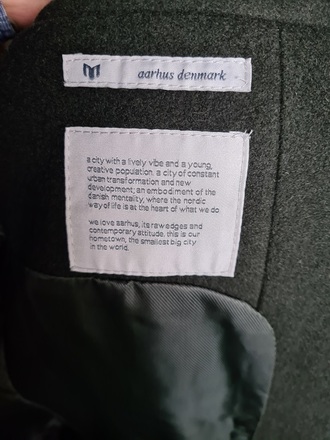 aarhus denmark
a city with a lively vibe and a young,
creative population. a city of constant
urban transformation and new
development; an embodiment of the
danish mentality, where the nordic
way of life is at the heart of what we do
we love aarhus, its raw edges and
contemporary attitude. this is our
hometown, the smallest big city
in the world.